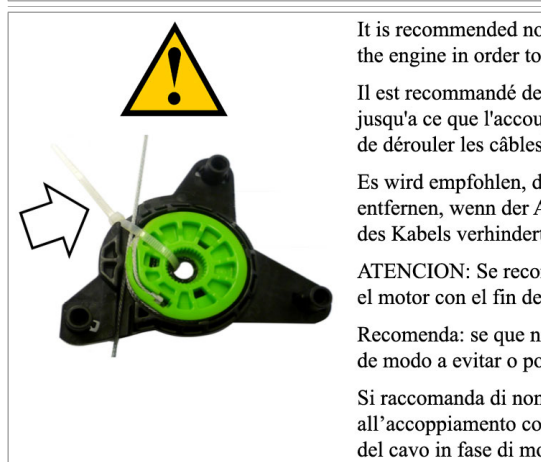 It is recommended
the engine in order to
Il est recommandé de
jusqu'a ce que l'accou
de dérouler les câbles
Es wird empfohlen, d
entfernen, wenn der A
des Kabels verhindert
ATENCION: Se reco
el motor con el fin de
Recomenda: se que n
de modo a evitar o po
Si raccomanda di non
all’accoppiamento co
del cavo in fase di mo